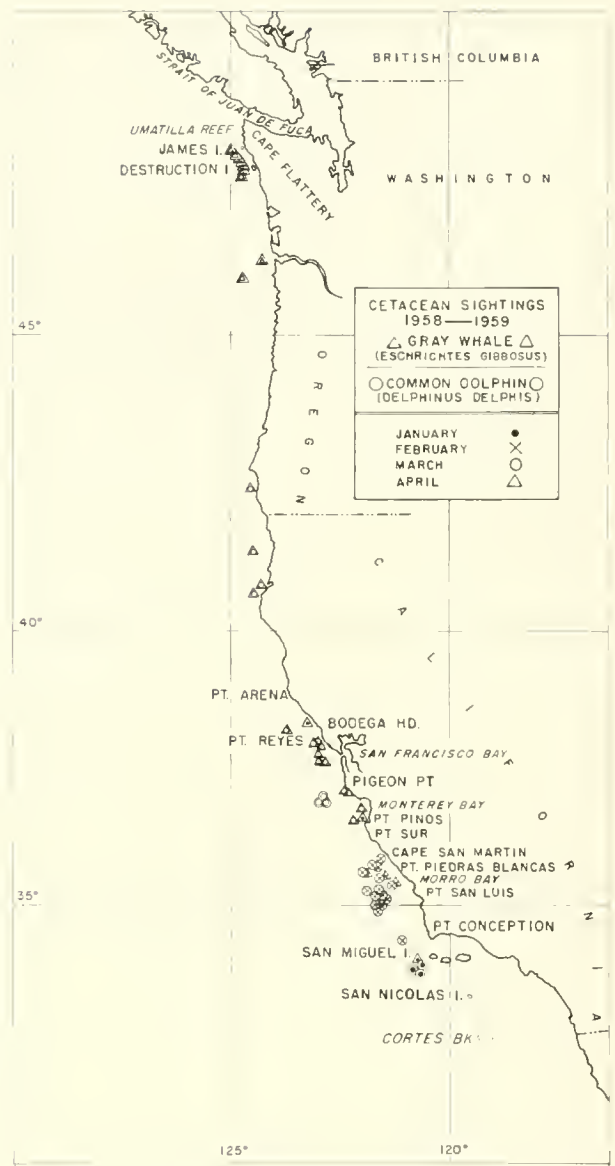 BRITISH COLUMBIA
STRAIT OF JUAN DE FUCA
UMATILLA REEF
CAPE FLATTERY
JAMES I.
DESTRUCTION I
WASHINGTON
CETACEAN SIGHTINGS
1958—1959
GRAY WHALE
(ESCHRICHTES GIBBOSUS)
COMMON DOLPHIN
(DELPHINUS DELPHIS)
JANUARY
FEBRUARY
MARCH
APRIL
45°
OREGON
40°
CALIFORNIA
PT. ARENA
BODEGA HD.
PT. REYES
SAN FRANCISCO BAY
PIGEON PT
MONTEREY BAY
PT PINOS
PT SUR
CAPE SAN MARTIN
PT. PIEDRAS BLANCAS
MORRO BAY
PT SAN LUIS
35°
PT CONCEPTION
SAN MIGUEL I.
SAN NICOLAS I.
CORTES BK
125°
120°